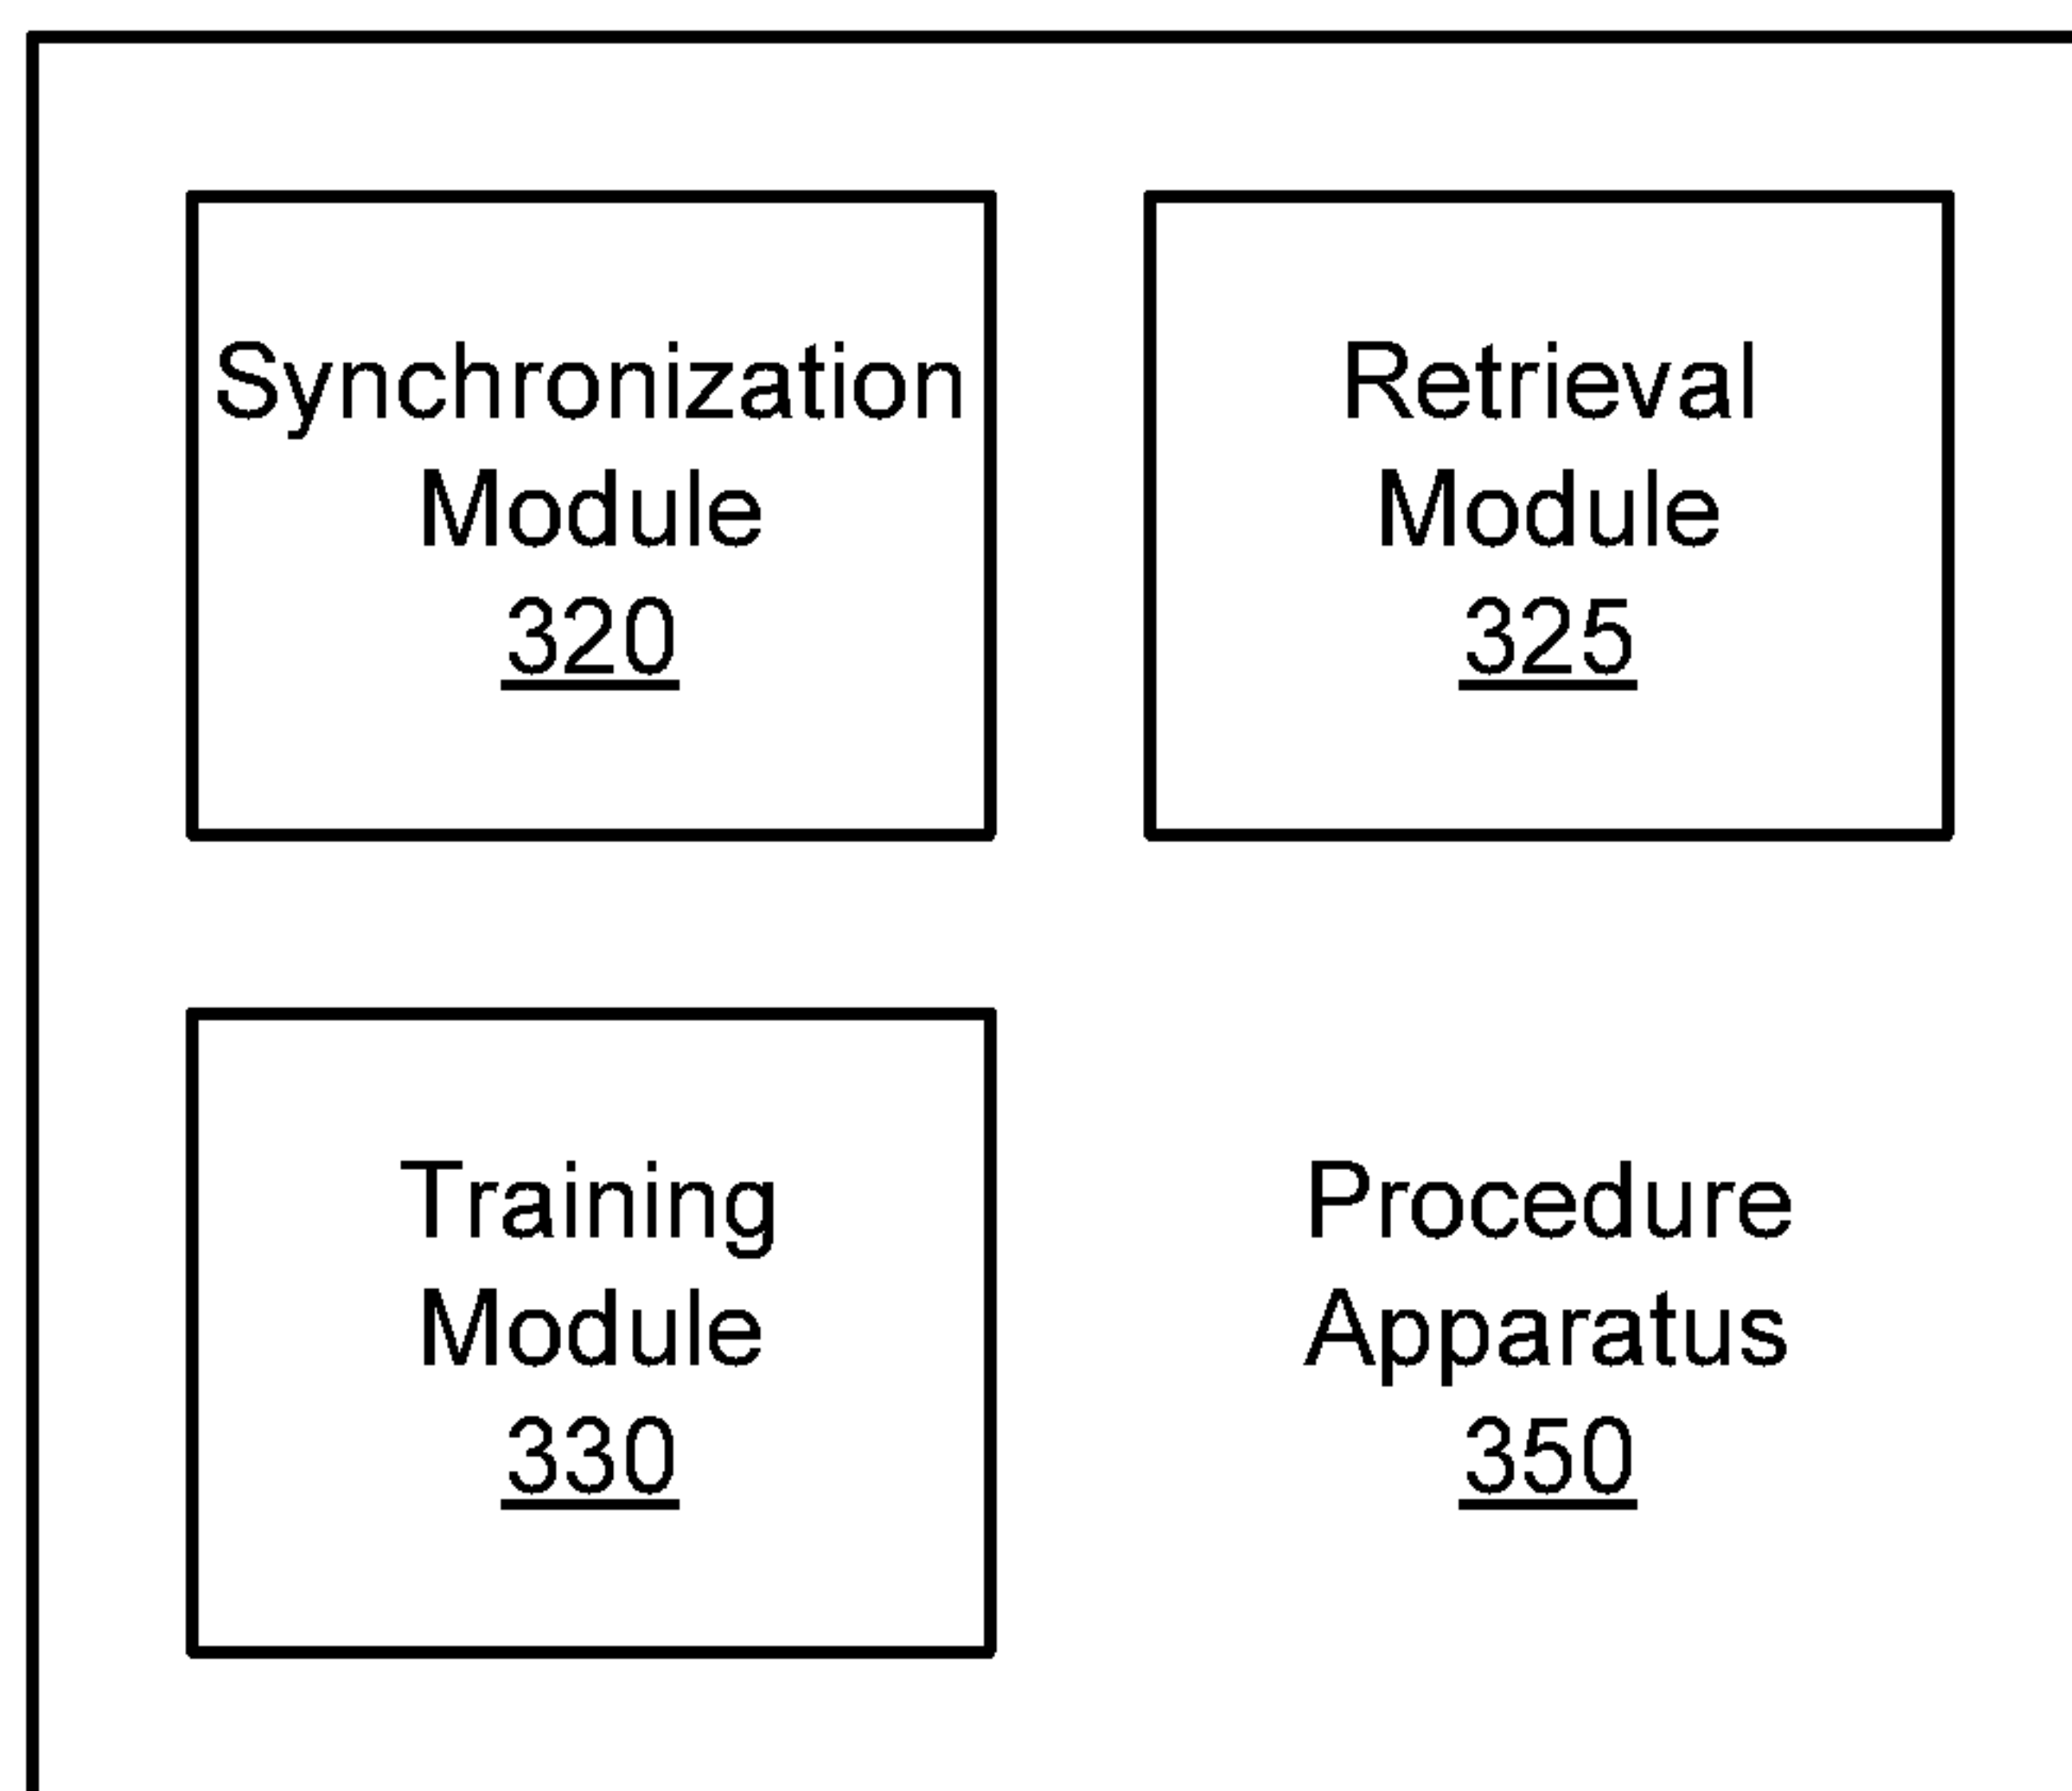 Synchronization
Module
320
Retrieval
Module
325
Training
Module
330
Procedure
Apparatus
350